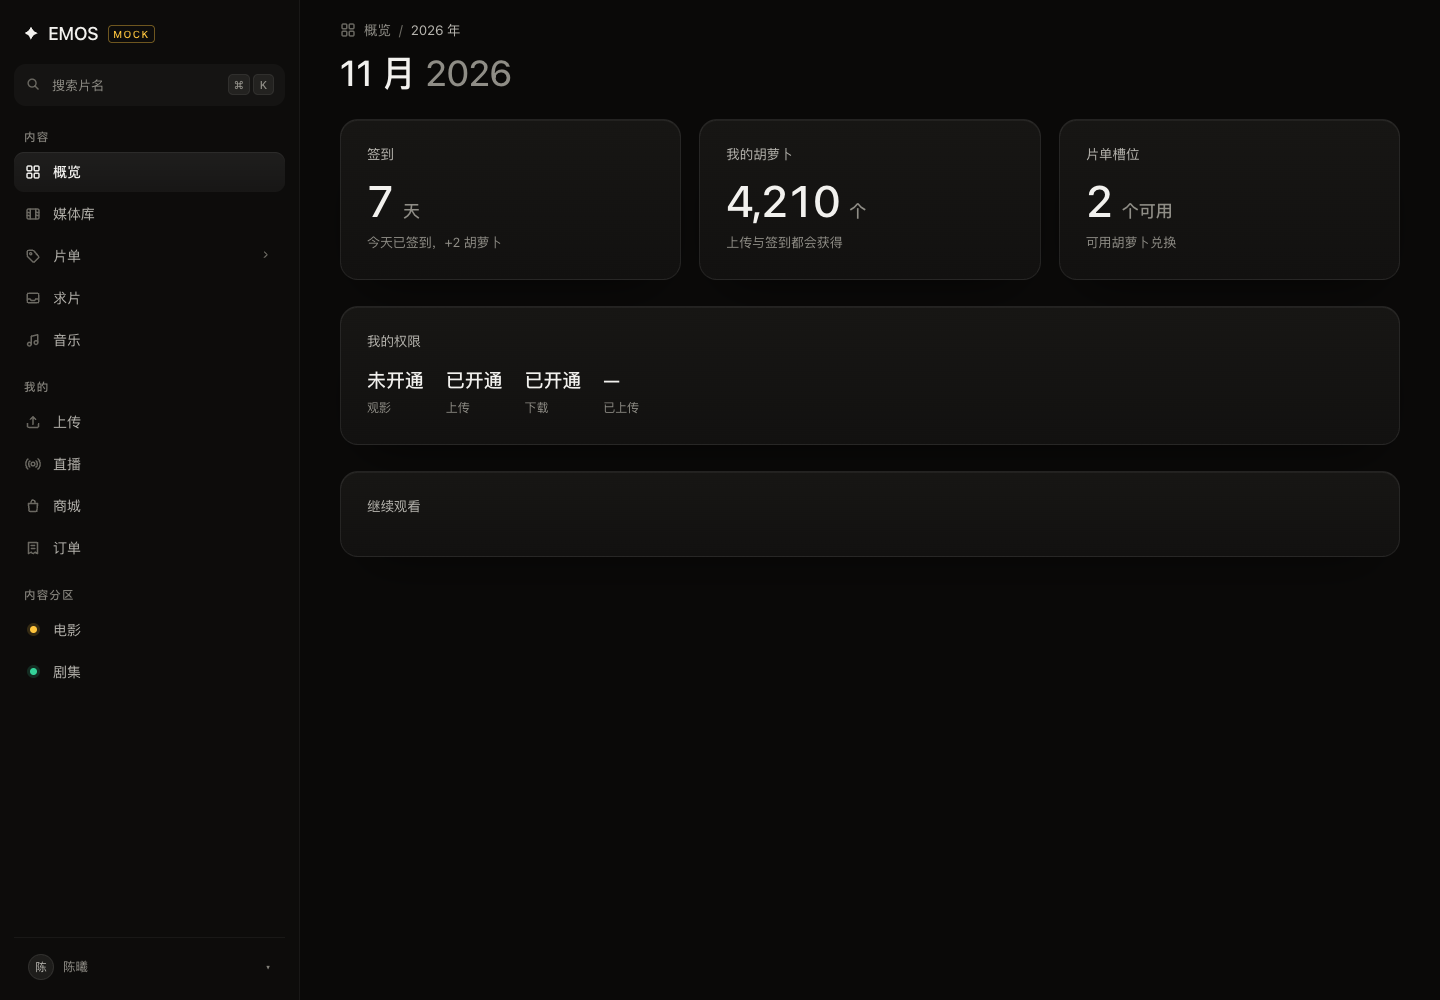 EMOS MOCK
搜索片名 ⌘ K
内容
概览
媒体库
片单
求片
音乐
我的
上传
直播
商城
订单
内容分区
电影
剧集
陈 陈曦
概览 / 2026 年
11 月 2026
签到
7 天
今天已签到，+2 胡萝卜
我的胡萝卜
4,210 个
上传与签到都会获得
片单槽位
2 个可用
可用胡萝卜兑换
我的权限
未开通 已开通 已开通 —
观影 上传 下载 已上传
继续观看